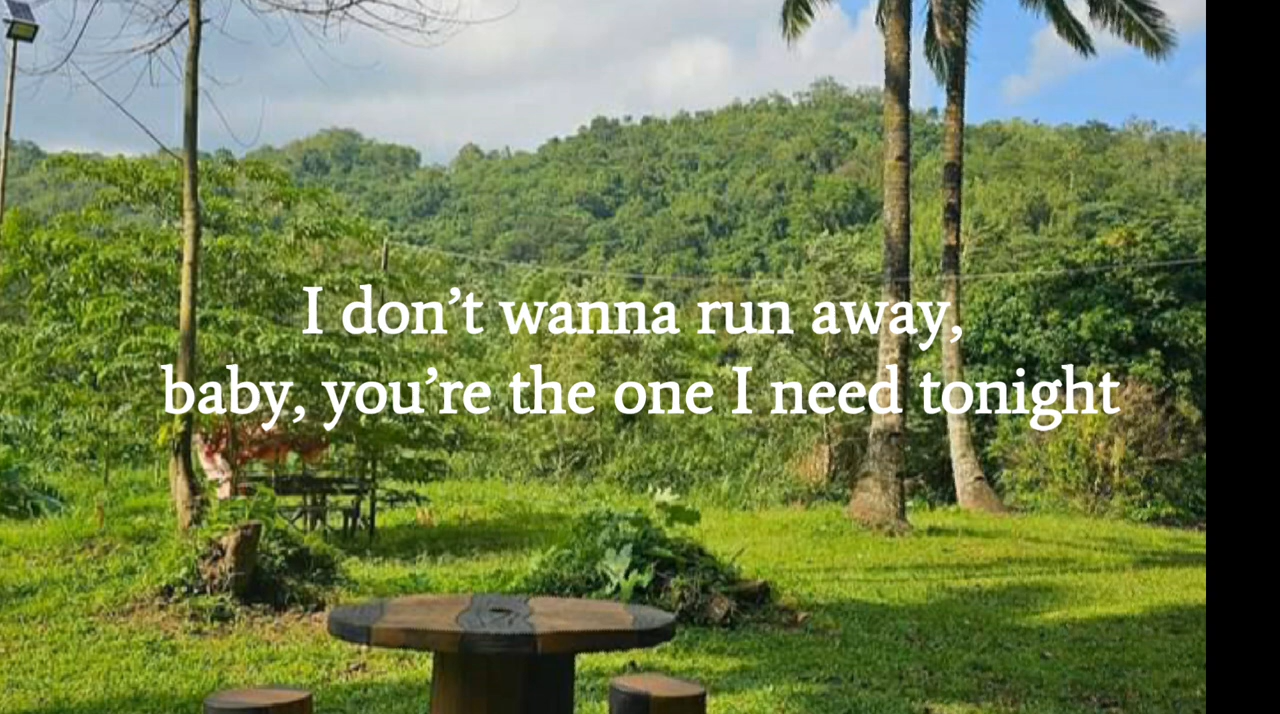 I don’t wanna run away,
baby, you’re the one I need tonight